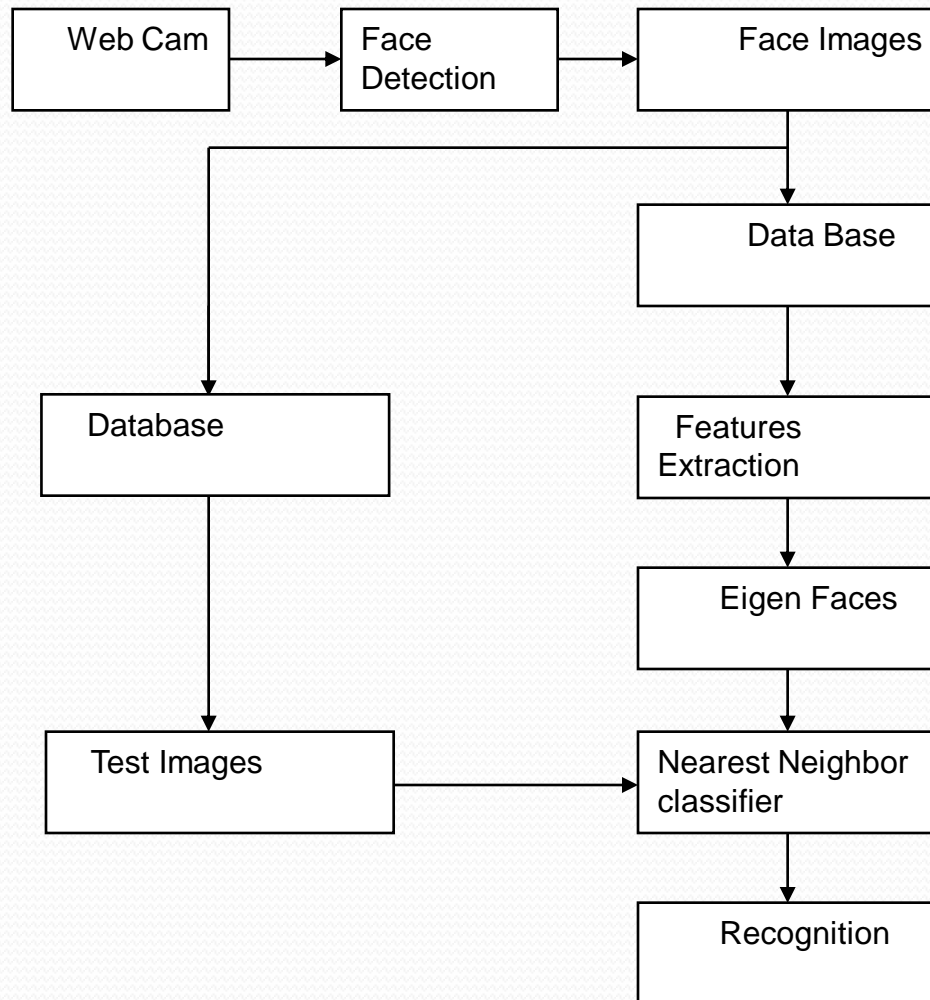 Web Cam
Face
Detection
Face Images
Data Base
Database
Features
Extraction
Eigen Faces
Test Images
Nearest Neighbor
classifier
Recognition